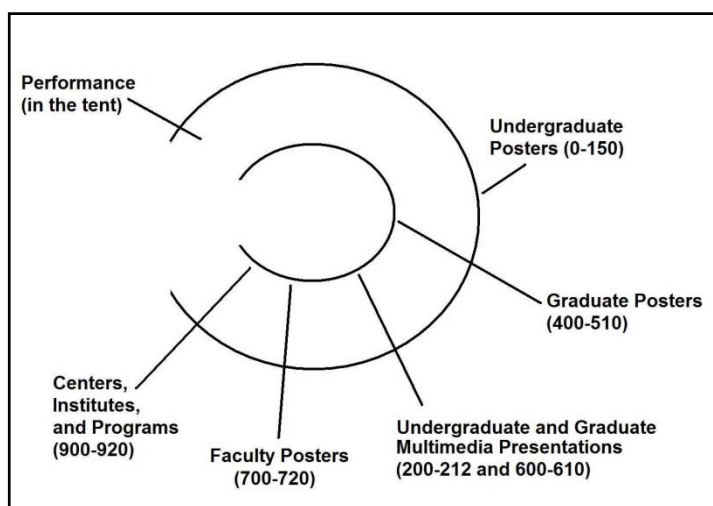 Performance
(in the tent)
Undergraduate
Posters (0-150)
Graduate Posters
(400-510)
Centers,
Institutes,
and Programs
(900-920)
Faculty Posters
(700-720)
Undergraduate and Graduate
Multimedia Presentations
(200-212 and 600-610)